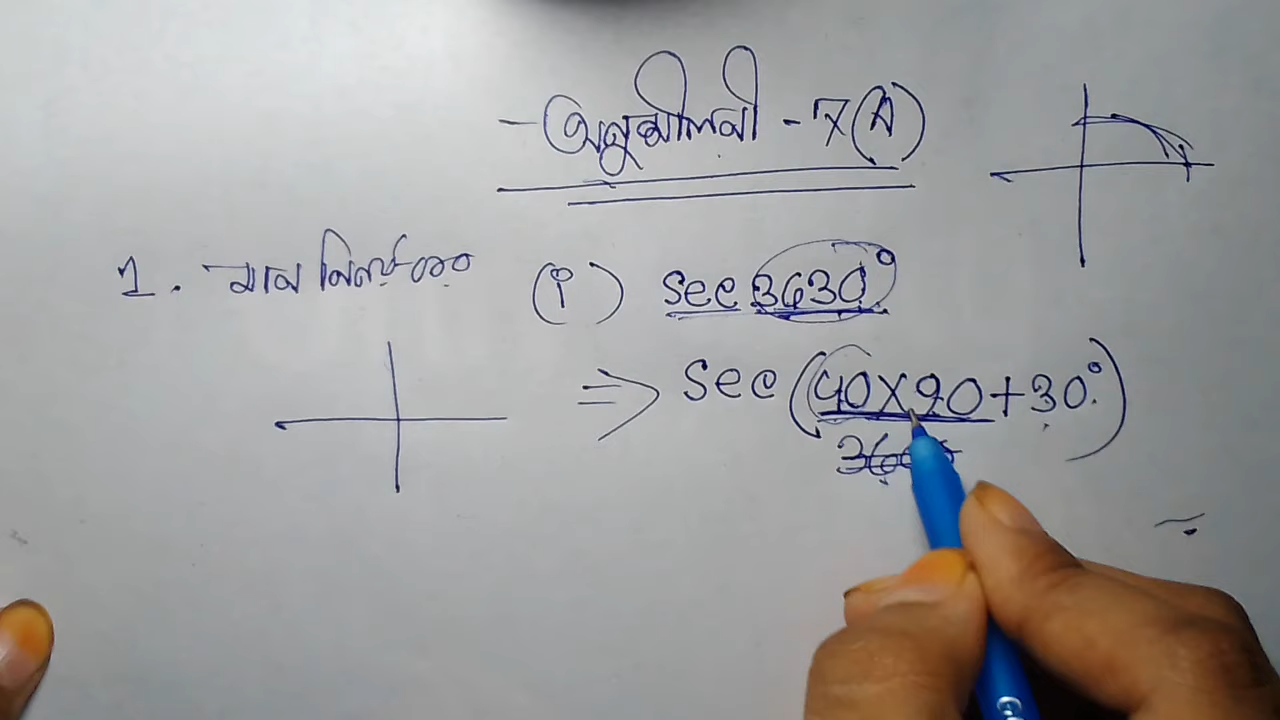 - অনুশীলনী - 7(A)
1. মান নির্ণয় করো (i) sec 3630°
⇒ sec (40×90+30°)
3600